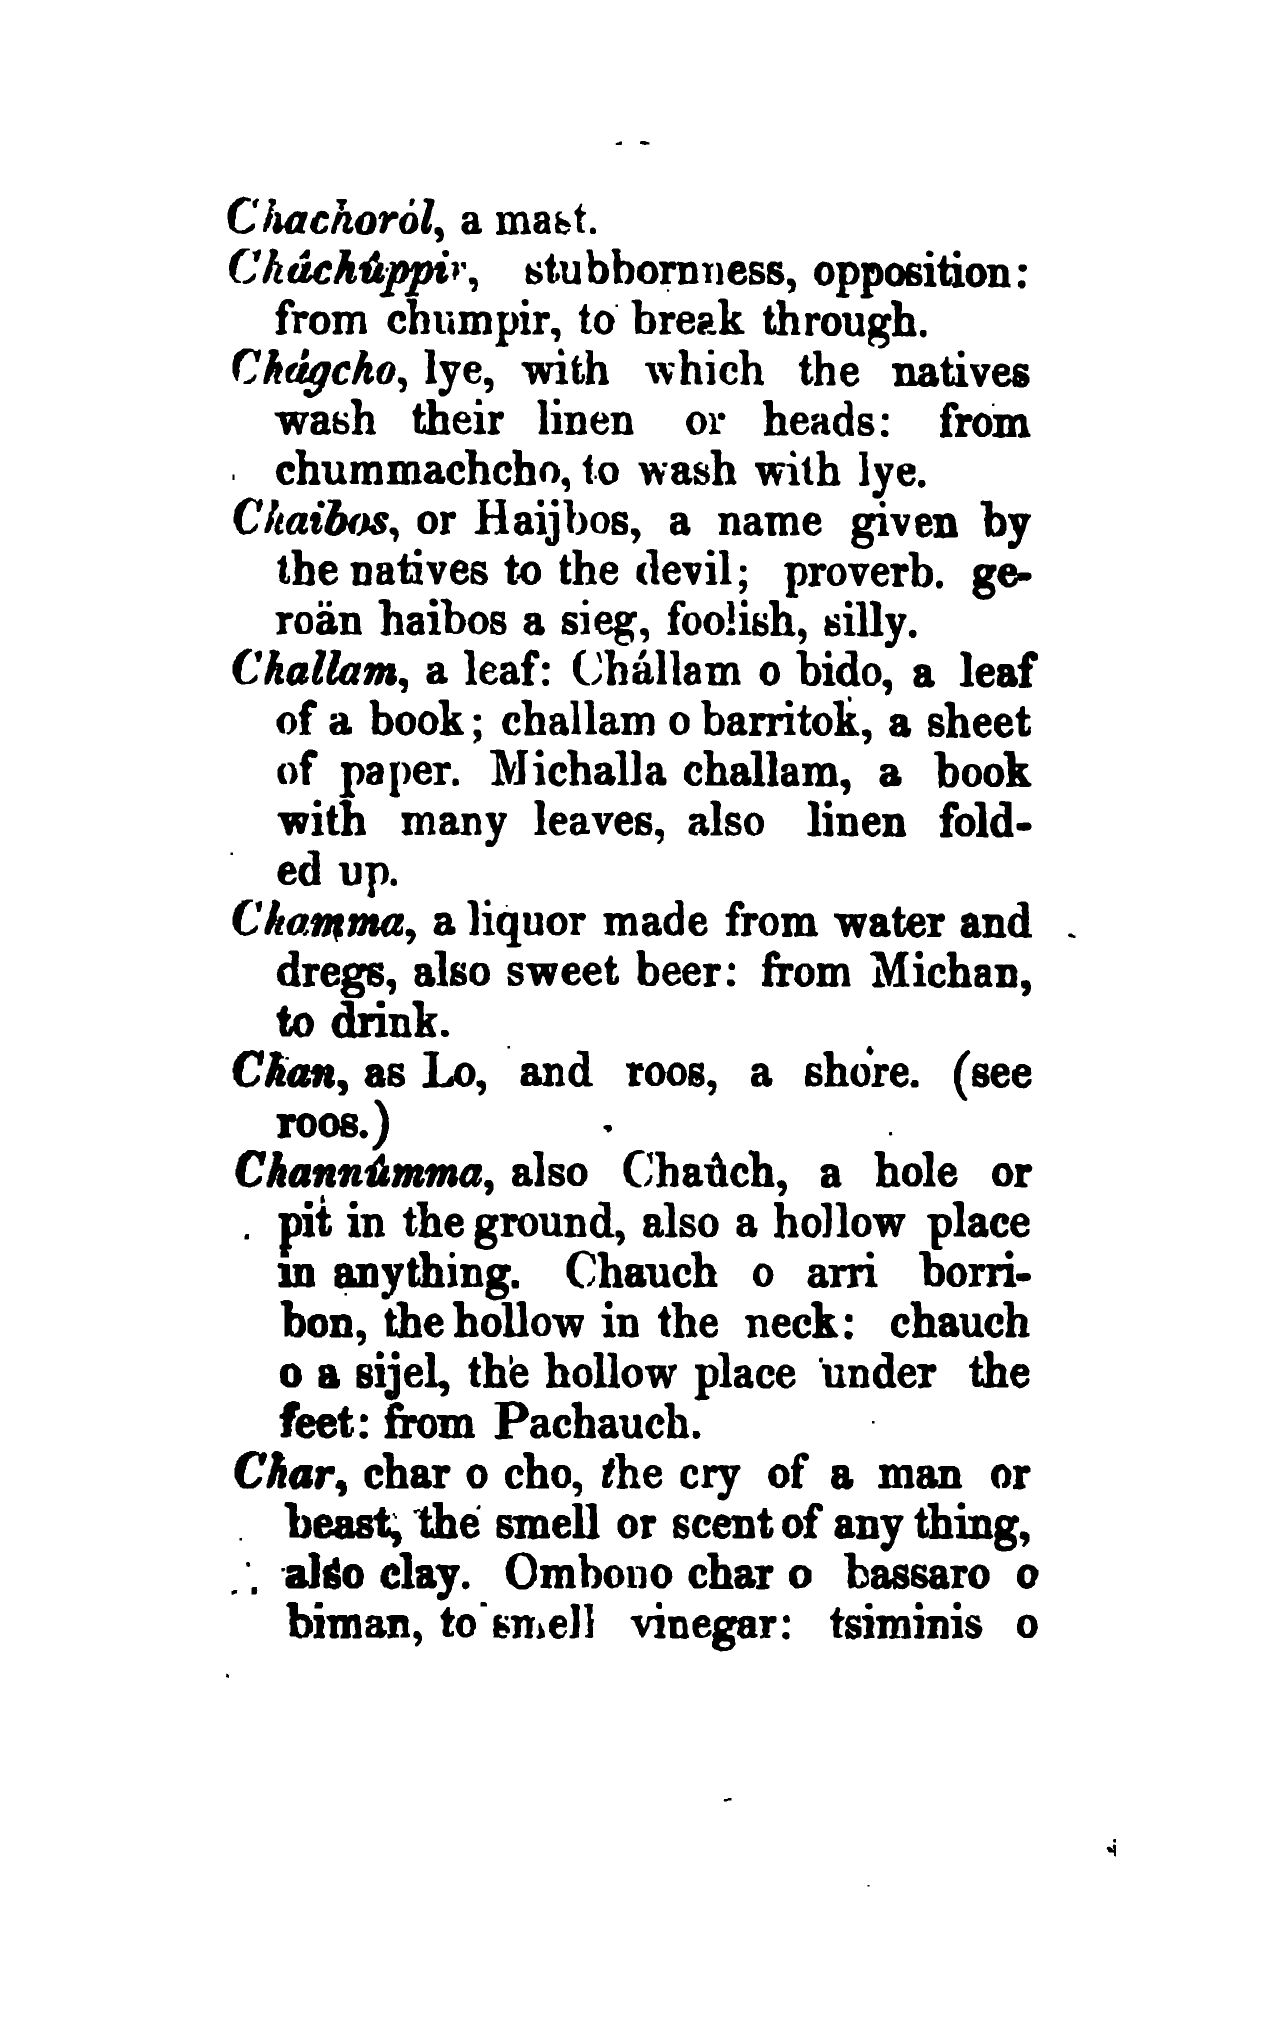 Chachoról, a mast.
Châchûppir, stubbornness, opposition:
from chumpir, to break through.
Chágcho, lye, with which the natives
wash their linen or heads: from
chummachcho, to wash with lye.
Chaibos, or Haijbos, a name given by
the natives to the devil; proverb. ge-
roän haibos a sieg, foolish, silly.
Challam, a leaf: Chállam o bido, a leaf
of a book; challam o barritok, a sheet
of paper. Michalla challam, a book
with many leaves, also linen fold-
ed up.
Chamma, a liquor made from water and
dregs, also sweet beer: from Michan,
to drink.
Chan, as Lo, and roos, a shore. (see
roos.)
Channûmma, also Chaûch, a hole or
pit in the ground, also a hollow place
in anything. Chauch o arri borri-
bon, the hollow in the neck: chauch
o a sijel, the hollow place under the
feet: from Pachauch.
Char, char o cho, the cry of a man or
beast, the smell or scent of any thing,
also clay. Ombono char o bassaro o
biman, to smell vinegar: tsiminis o